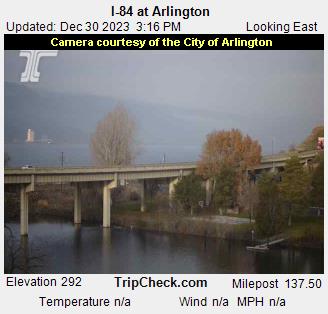 I-84 at Arlington
Updated: Dec 30 2023 3:16 PM Looking East
Camera courtesy of the City of Arlington
Elevation 292 TripCheck.com Milepost 137.50
Temperature n/a Wind n/a MPH n/a